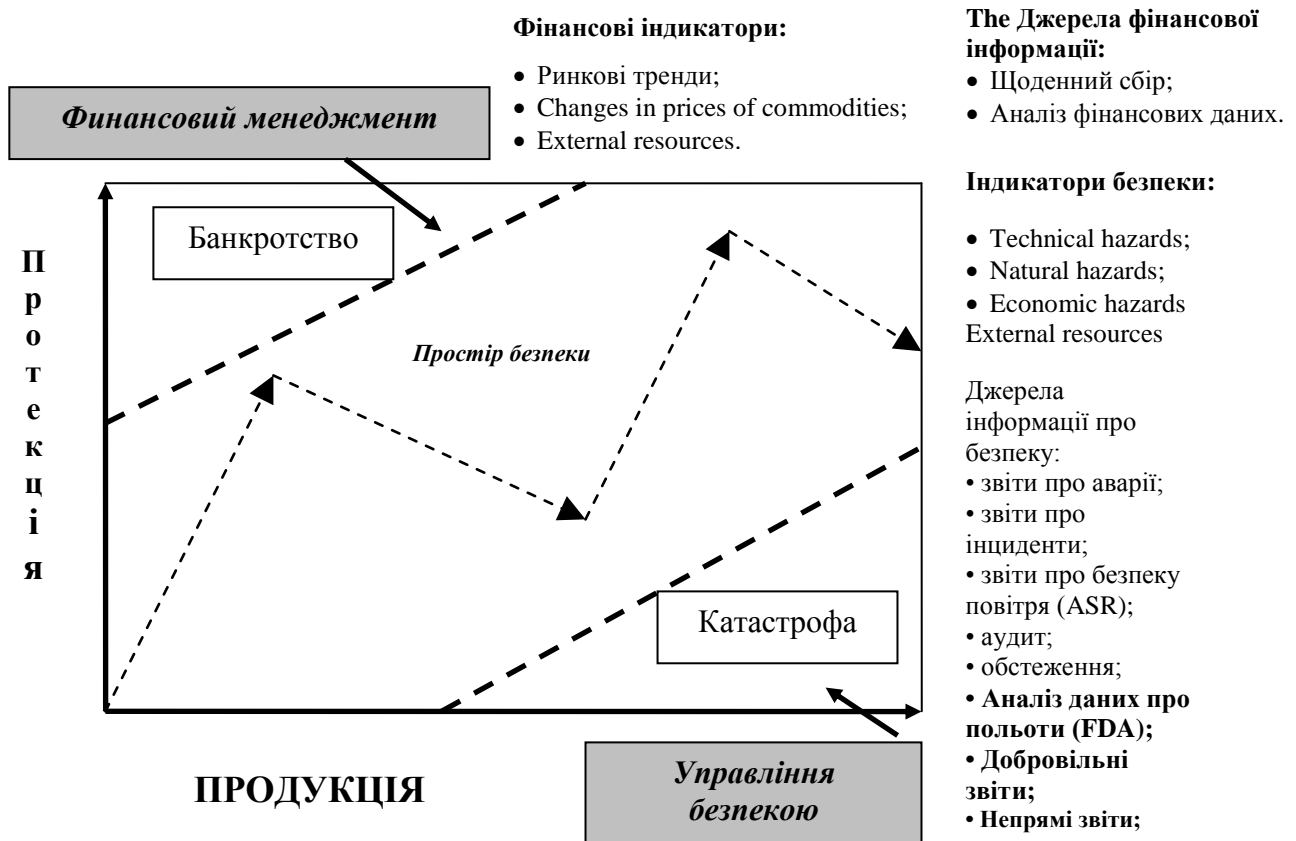 Фінансові індикатори:
• Ринкові тренди;
• Changes in prices of commodities;
• External resources.
The Джерела фінансової
інформації:
• Щоденний сбір;
• Аналіз фінансових даних.
Финансовий менеджмент
Індикатори безпеки:
• Technical hazards;
• Natural hazards;
• Economic hazards
External resources
Джерела
інформації про
безпеку:
• звіти про аварії;
• звіти про
інциденти;
• звіти про безпеку
повітря (ASR);
• аудит;
• обстеження;
• Аналіз даних про
польоти (FDA);
• Добровільні
звіти;
• Непрямі звіти;
Банкротство
Простір безпеки
Катастрофа
П
р
о
т
е
к
ц
і
я
ПРОДУКЦІЯ
Управління
безпекою